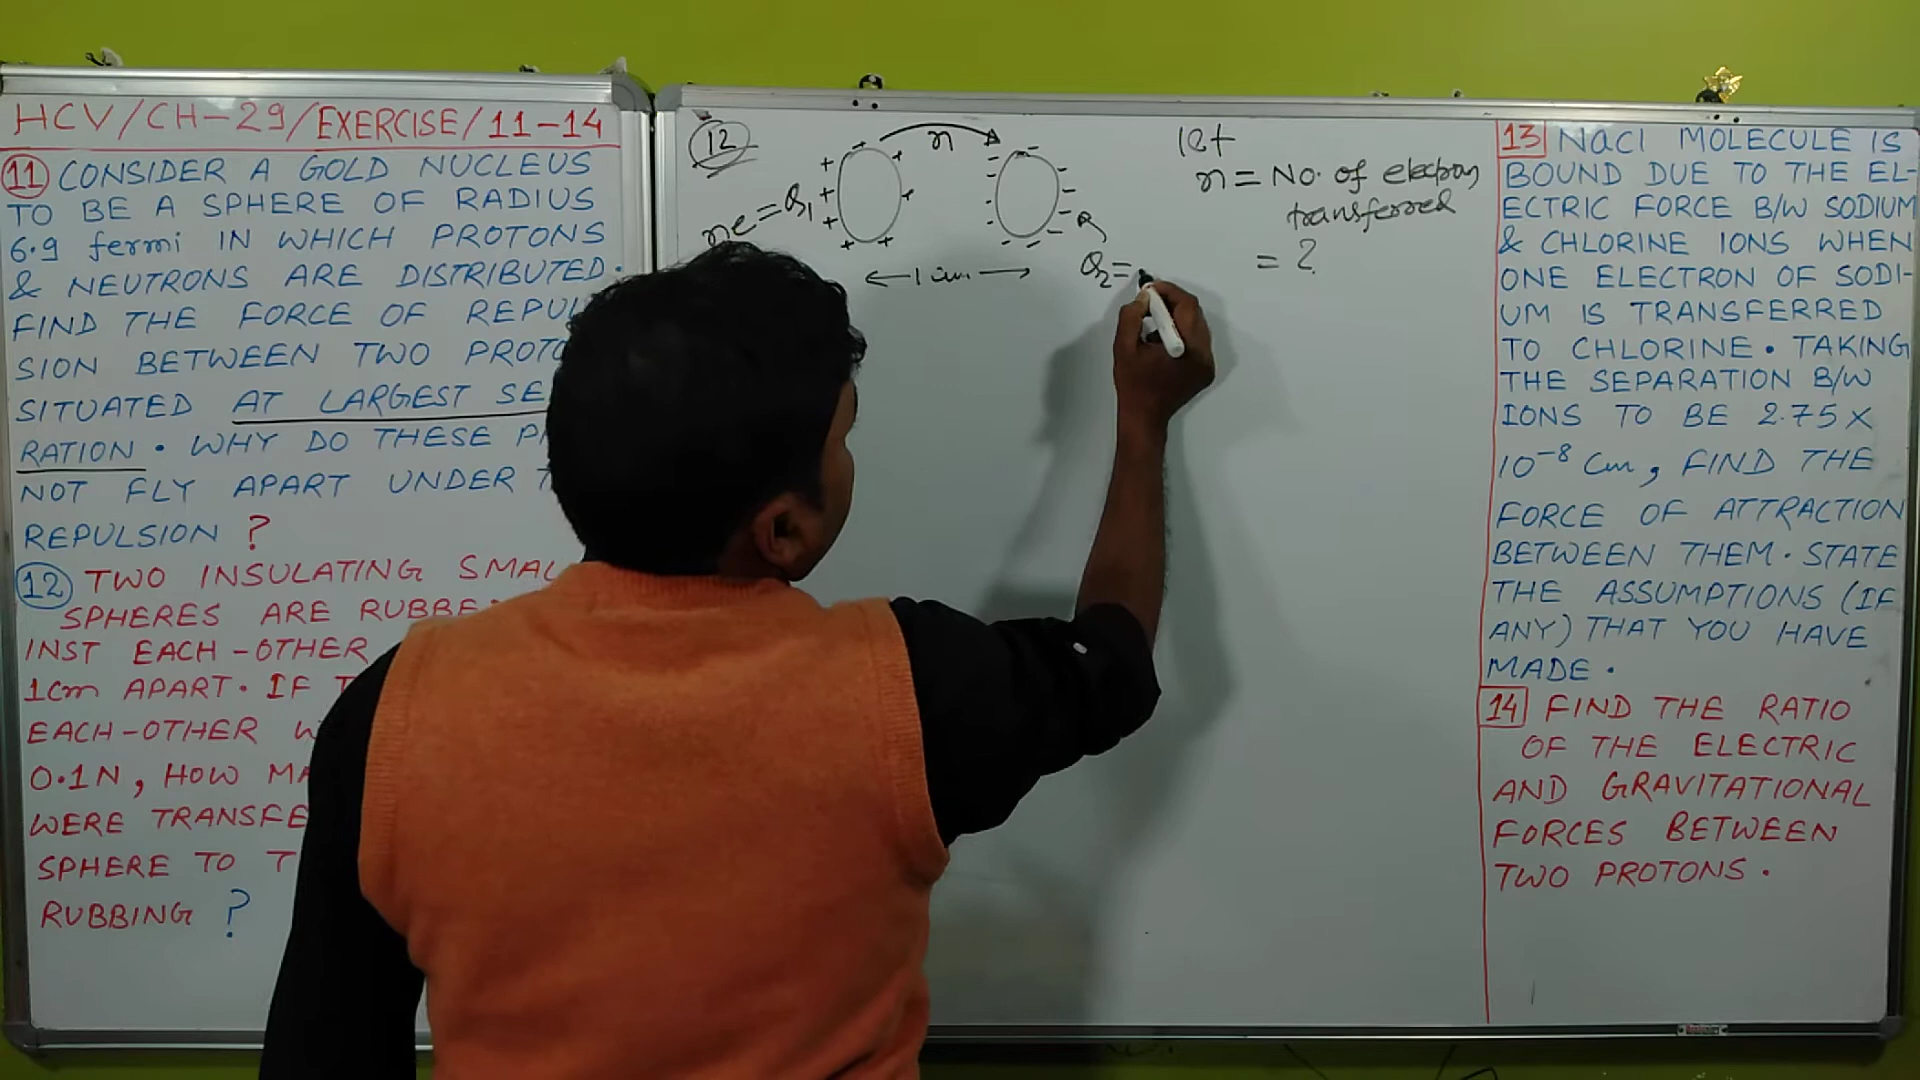 HCV/CH-29/EXERCISE/11-14
11 CONSIDER A GOLD NUCLEUS
TO BE A SPHERE OF RADIUS
6.9 fermi IN WHICH PROTONS
& NEUTRONS ARE DISTRIBUTED.
FIND THE FORCE OF REPU
SION BETWEEN TWO PROTO
SITUATED AT LARGEST SE
RATION. WHY DO THESE P
NOT FLY APART UNDER
REPULSION ?
12 TWO INSULATING SMAL
SPHERES ARE RUBBE
INST EACH-OTHER
1cm APART. IF T
EACH-OTHER W
0.1N, HOW MA
WERE TRANSFE
SPHERE TO T
RUBBING ?
12
n
ne = Q1
1 cm
Q2 =
let
n = No. of electron
transferred
= ?
13 NaCl MOLECULE IS
BOUND DUE TO THE EL-
ECTRIC FORCE B/W SODIUM
& CHLORINE IONS WHEN
ONE ELECTRON OF SODI-
UM IS TRANSFERRED
TO CHLORINE. TAKING
THE SEPARATION B/W
IONS TO BE 2.75 X
10⁻⁸ Cm, FIND THE
FORCE OF ATTRACTION
BETWEEN THEM. STATE
THE ASSUMPTIONS (IF
ANY) THAT YOU HAVE
MADE.
14 FIND THE RATIO
OF THE ELECTRIC
AND GRAVITATIONAL
FORCES BETWEEN
TWO PROTONS.